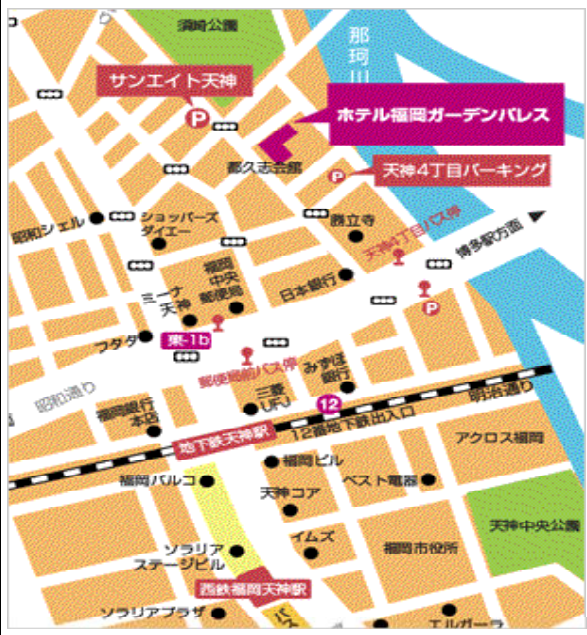 須崎公園
那珂川
サンエイト天神
P
ホテル福岡ガーデンパレス
都久志会館
P
天神4丁目パーキング
昭和シェル
ショッパーズ
ダイエー
勝立寺
天神4丁目バス停
博多駅方面
福岡
中央
郵便局
日本銀行
ミーナ
天神
P
フタタ
東-1b
郵便局前バス停
みずほ
銀行
昭和通り
三菱
UFJ
12
明治通り
福岡銀行
本店
12番地下鉄出入口
地下鉄天神駅
アクロス福岡
福岡ビル
福岡パルコ
天神コア
ベスト電器
天神中央公園
ソラリア
ステージビル
イムズ
福岡市役所
西鉄福岡天神駅
ソラリアプラザ
バス
エルガーラ